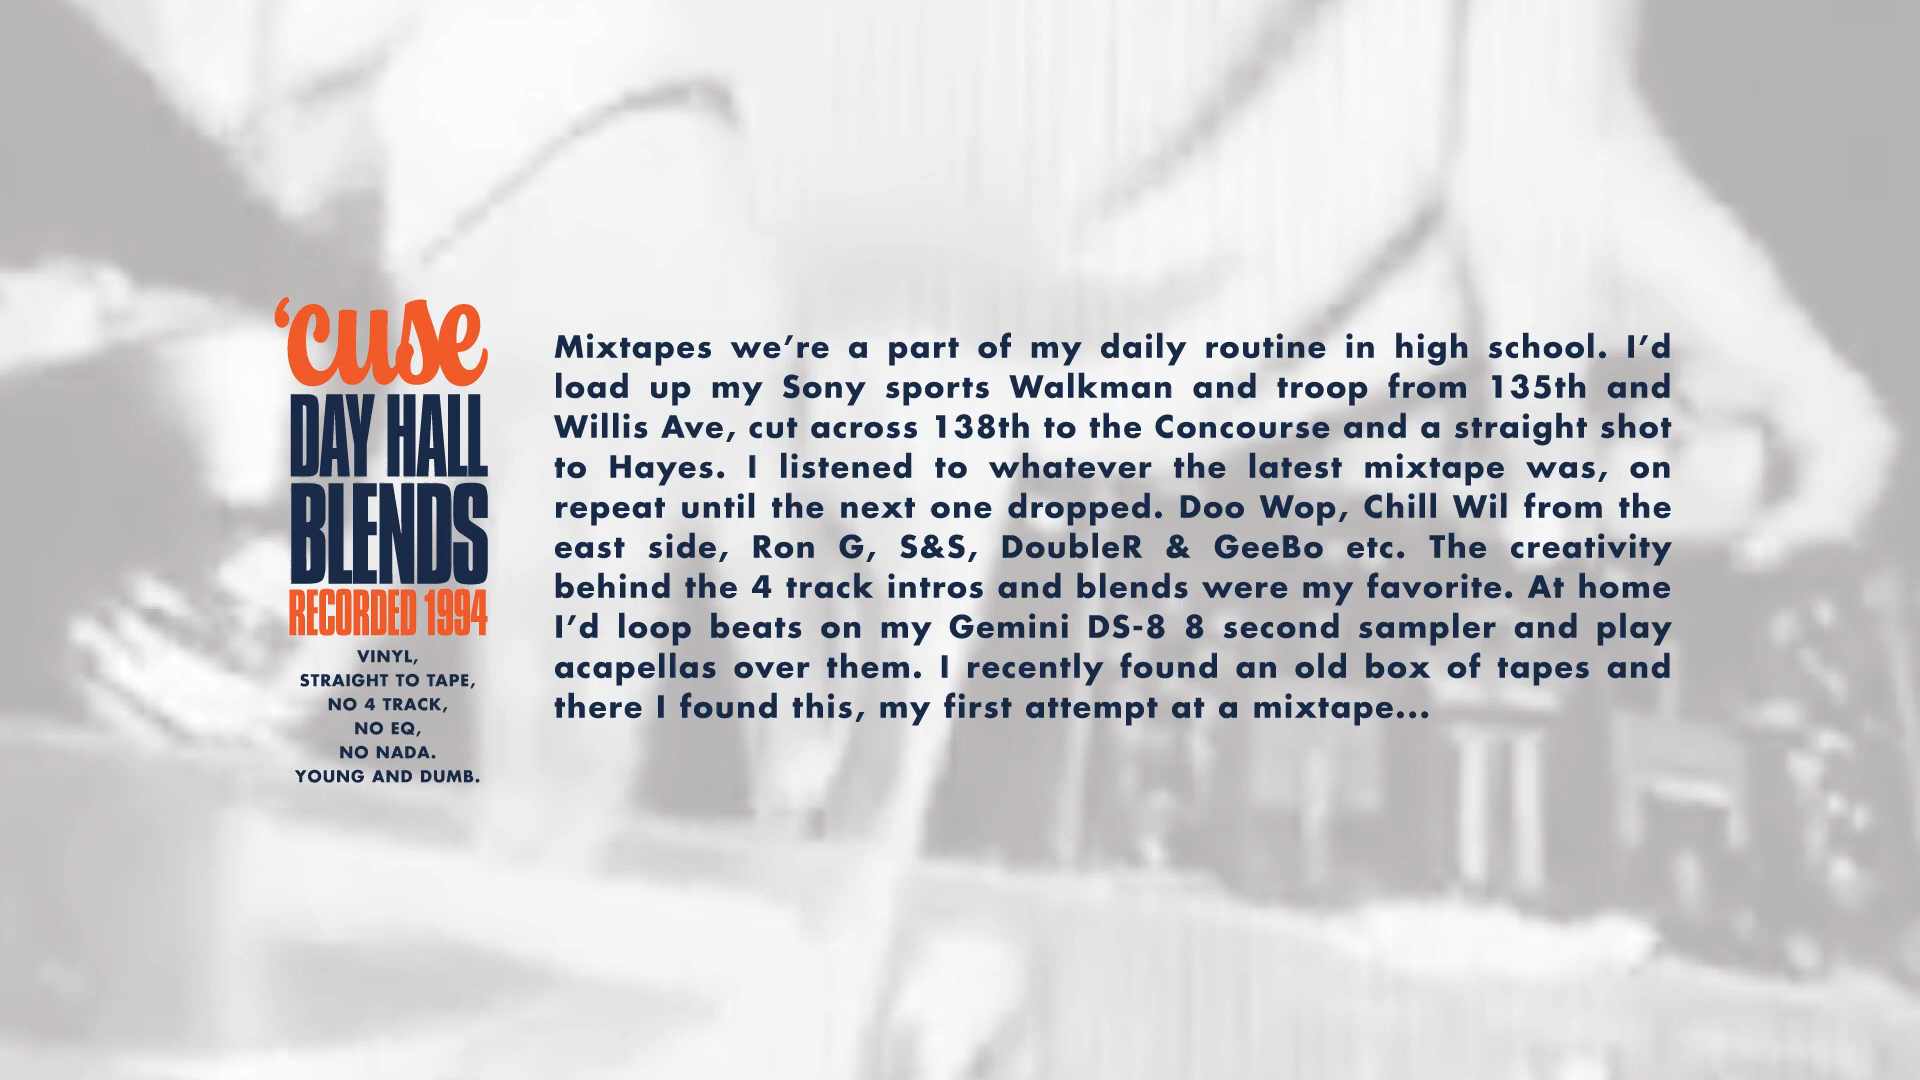 ‘cuse
DAY HALL
BLENDS
RECORDED 1994
VINYL,
STRAIGHT TO TAPE,
NO 4 TRACK,
NO EQ,
NO NADA.
YOUNG AND DUMB.
Mixtapes we’re a part of my daily routine in high school. I’d
load up my Sony sports Walkman and troop from 135th and
Willis Ave, cut across 138th to the Concourse and a straight shot
to Hayes. I listened to whatever the latest mixtape was, on
repeat until the next one dropped. Doo Wop, Chill Wil from the
east side, Ron G, S&S, DoubleR & GeeBo etc. The creativity
behind the 4 track intros and blends were my favorite. At home
I’d loop beats on my Gemini DS-8 8 second sampler and play
acapellas over them. I recently found an old box of tapes and
there I found this, my first attempt at a mixtape...